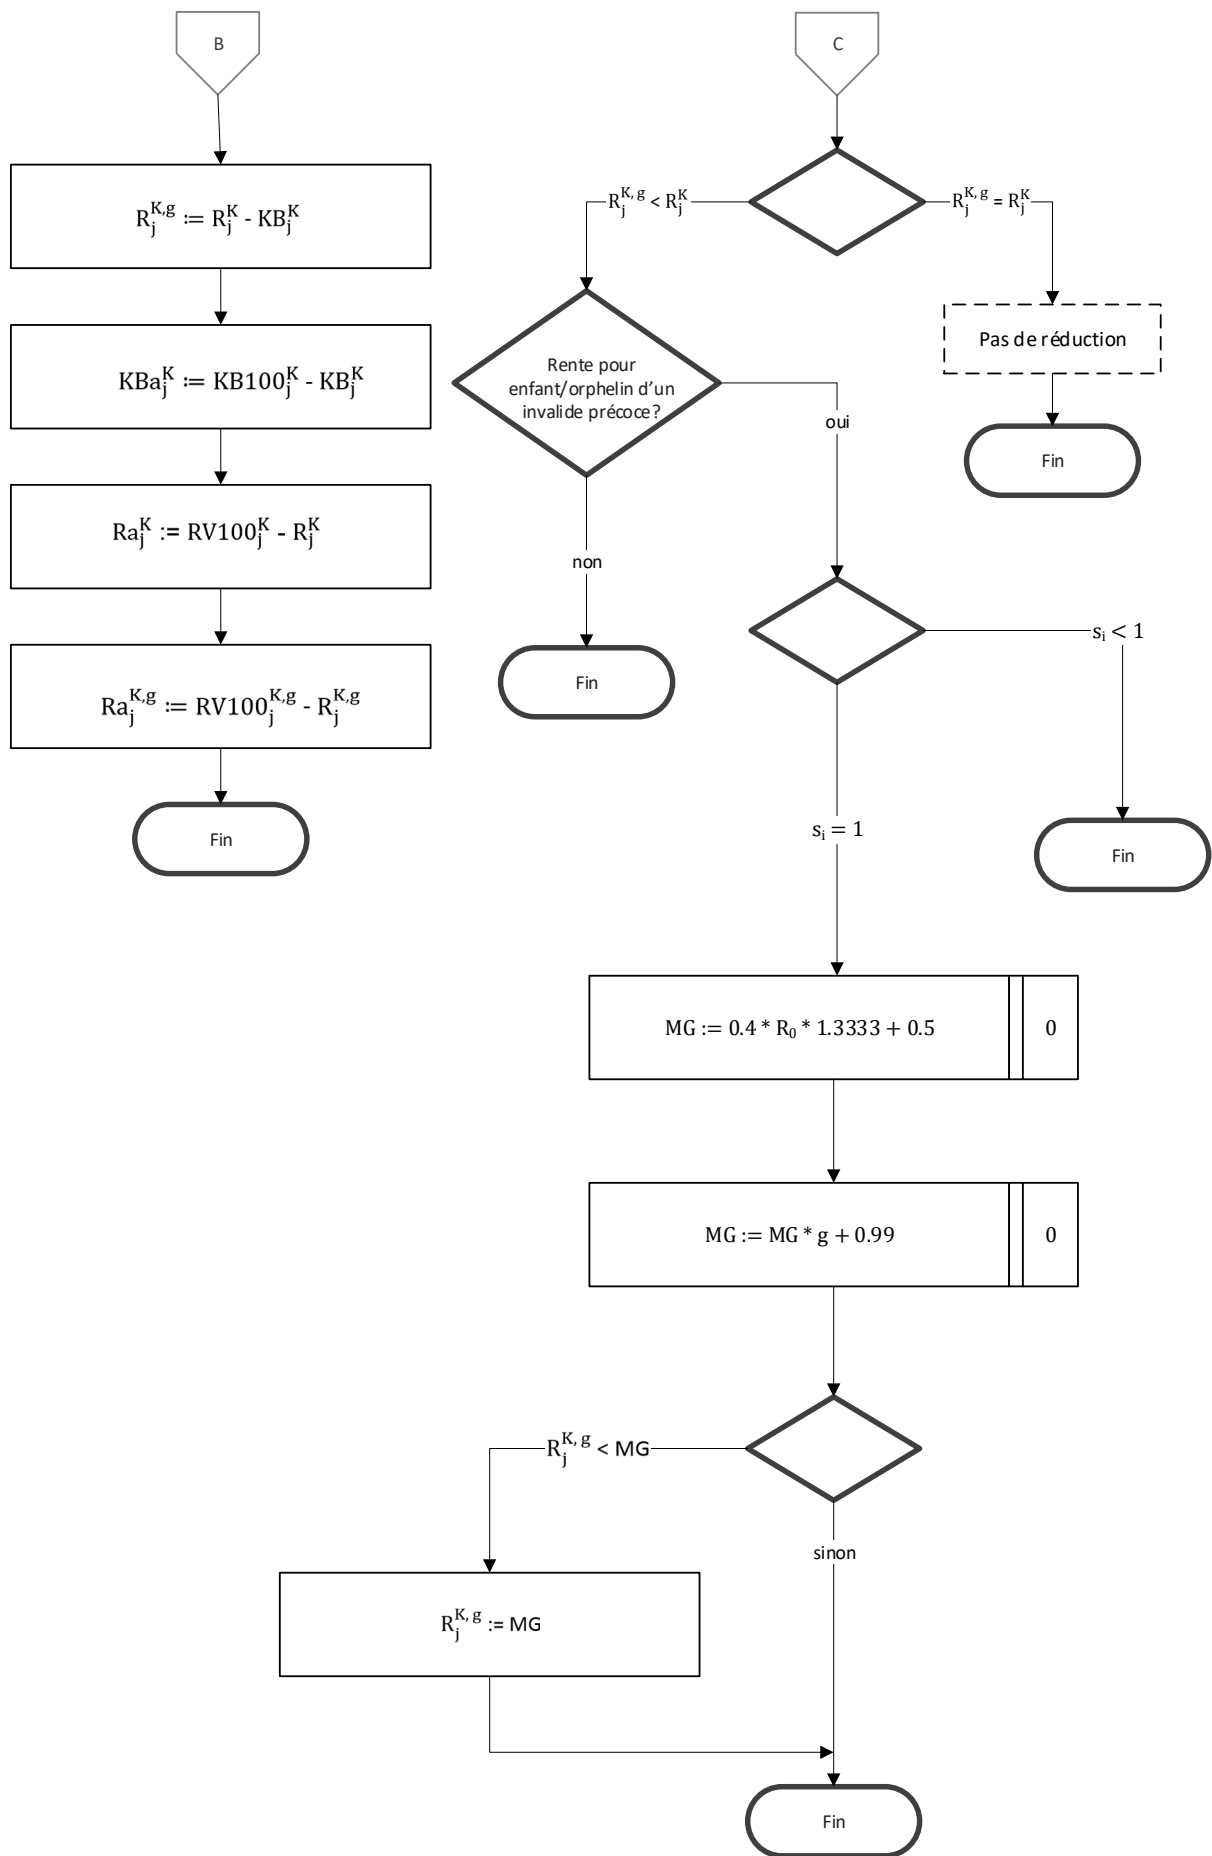 B
R_j^{K,g} := R_j^K - KB_j^K
KBa_j^K := KB100_j^K - KB_j^K
Ra_j^K := RV100_j^K - R_j^K
Ra_j^{K,g} := RV100_j^{K,g} - R_j^{K,g}
Fin
C
R_j^{K, g} < R_j^K
R_j^{K, g} = R_j^K
Pas de réduction
Fin
Rente pour
enfant/orphelin d’un
invalide précoce?
oui
non
Fin
s_i < 1
Fin
s_i = 1
MG := 0.4 * R_0 * 1.3333 + 0.5
0
MG := MG * g + 0.99
0
R_j^{K, g} < MG
sinon
R_j^{K, g} := MG
Fin